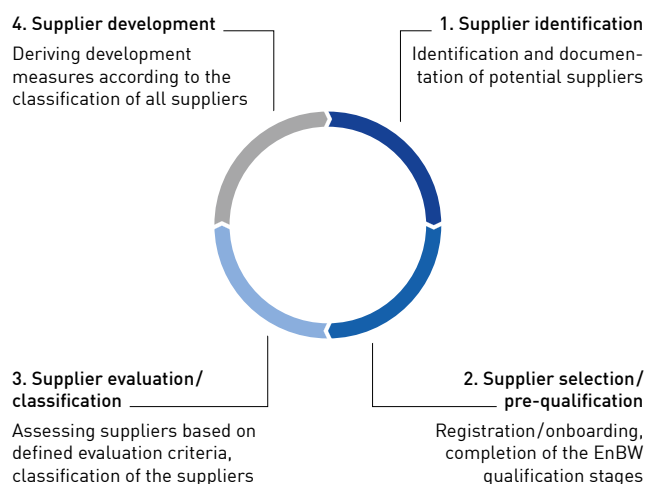 4. Supplier development
Deriving development
measures according to the
classification of all suppliers
1. Supplier identification
Identification and documen-
tation of potential suppliers
3. Supplier evaluation/
classification
Assessing suppliers based on
defined evaluation criteria,
classification of the suppliers
2. Supplier selection/
pre-qualification
Registration/onboarding,
completion of the EnBW
qualification stages